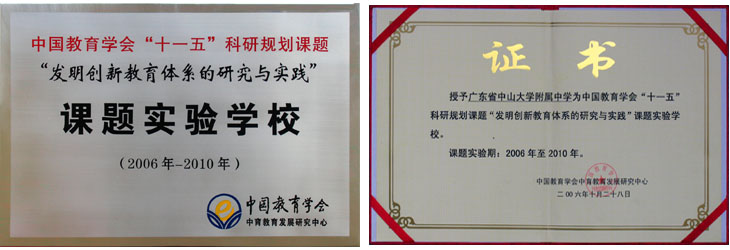 中国教育学会“十一五”科研规划课题
“发明创新教育体系的研究与实践”
课题实验学校
(2006年-2010年)
中国教育学会
中育教育发展研究中心
证书
授予广东省中山大学附属中学为中国教育学会“十一五”
科研规划课题“发明创新教育体系的研究与实践”课题实验学
校。
课题实验期：2006年至2010年。
中国教育学会中育教育发展研究中心
二00六年十月二十八日